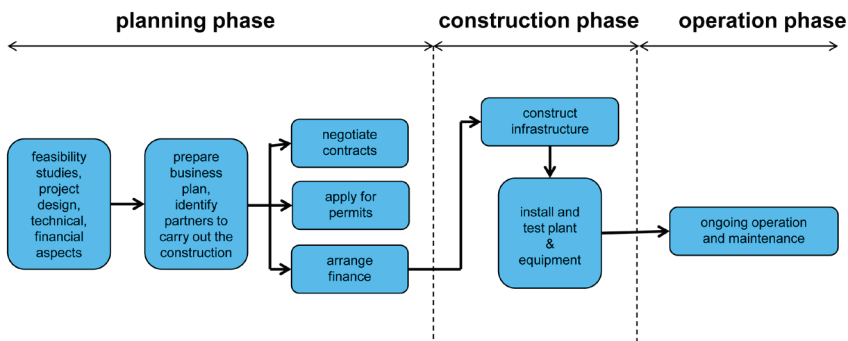 planning phase
construction phase
operation phase
feasibility
studies,
project
design,
technical,
financial
aspects
prepare
business
plan,
identify
partners to
carry out the
construction
negotiate
contracts
apply for
permits
arrange
finance
construct
infrastructure
install and
test plant
&
equipment
ongoing operation
and maintenance